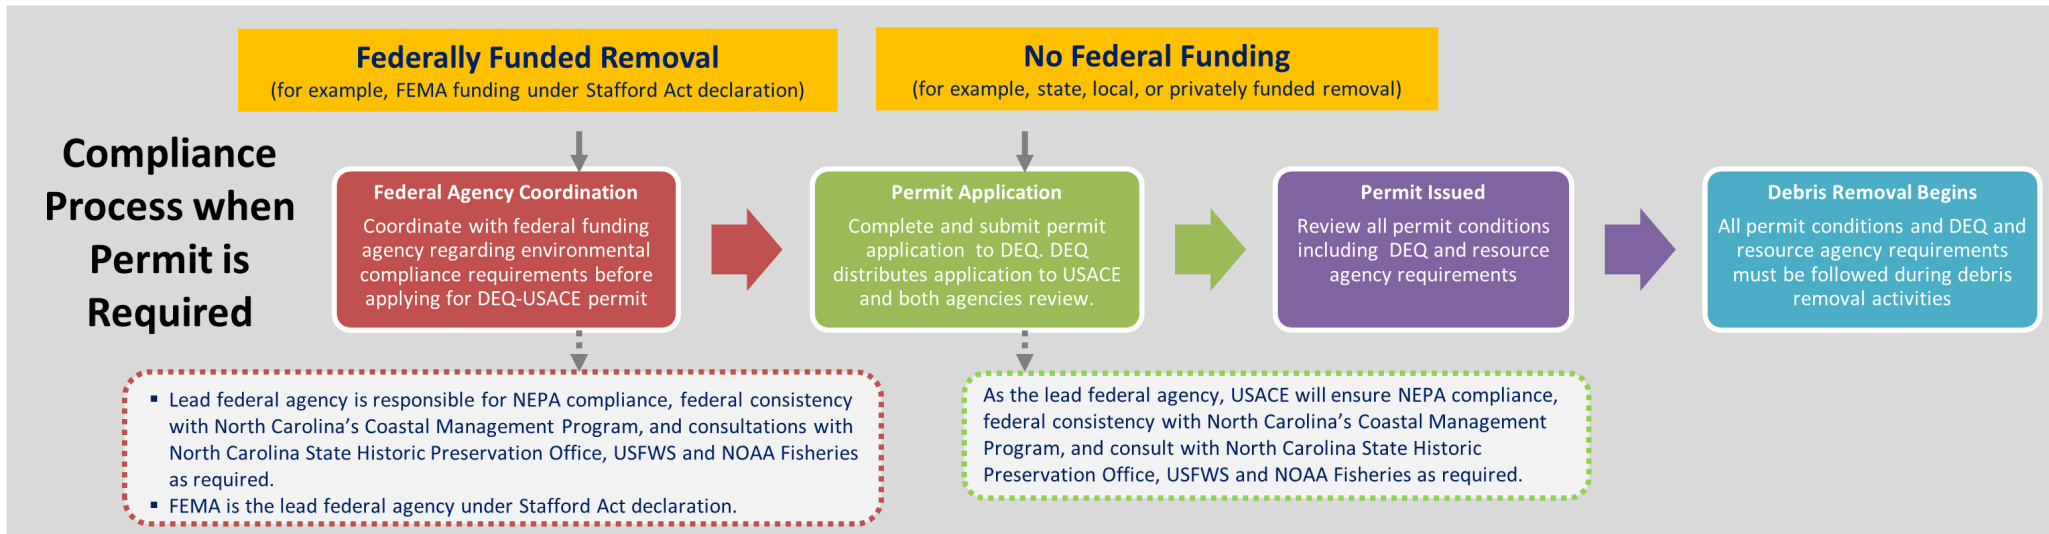 Federally Funded Removal
(for example, FEMA funding under Stafford Act declaration)
No Federal Funding
(for example, state, local, or privately funded removal)
Compliance
Process when
Permit is
Required
Federal Agency Coordination
Coordinate with federal funding
agency regarding environmental
compliance requirements before
applying for DEQ-USACE permit
Permit Application
Complete and submit permit
application to DEQ. DEQ
distributes application to USACE
and both agencies review.
Permit Issued
Review all permit conditions
including DEQ and resource
agency requirements
Debris Removal Begins
All permit conditions and DEQ and
resource agency requirements
must be followed during debris
removal activities
▪ Lead federal agency is responsible for NEPA compliance, federal consistency
with North Carolina’s Coastal Management Program, and consultations with
North Carolina State Historic Preservation Office, USFWS and NOAA Fisheries
as required.
▪ FEMA is the lead federal agency under Stafford Act declaration.
As the lead federal agency, USACE will ensure NEPA compliance,
federal consistency with North Carolina’s Coastal Management
Program, and consult with North Carolina State Historic
Preservation Office, USFWS and NOAA Fisheries as required.